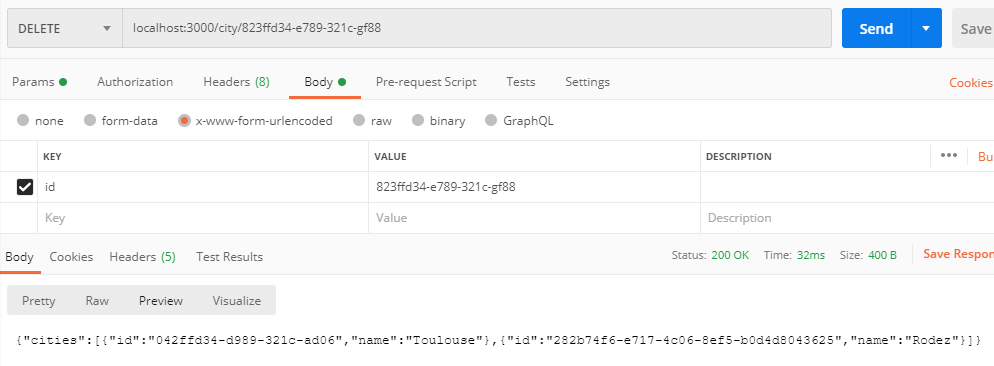 DELETE localhost:3000/city/823ffd34-e789-321c-gf88 Send Save
Params Authorization Headers (8) Body Pre-request Script Tests Settings Cookies
none form-data x-www-form-urlencoded raw binary GraphQL
KEY VALUE DESCRIPTION ••• Bu
id 823ffd34-e789-321c-gf88
Key Value Description
Body Cookies Headers (5) Test Results Status: 200 OK Time: 32ms Size: 400 B Save Respon
Pretty Raw Preview Visualize
{"cities":[{"id":"042ffd34-d989-321c-ad06","name":"Toulouse"},{"id":"282b74f6-e717-4c06-8ef5-b0d4d8043625","name":"Rodez"}]}